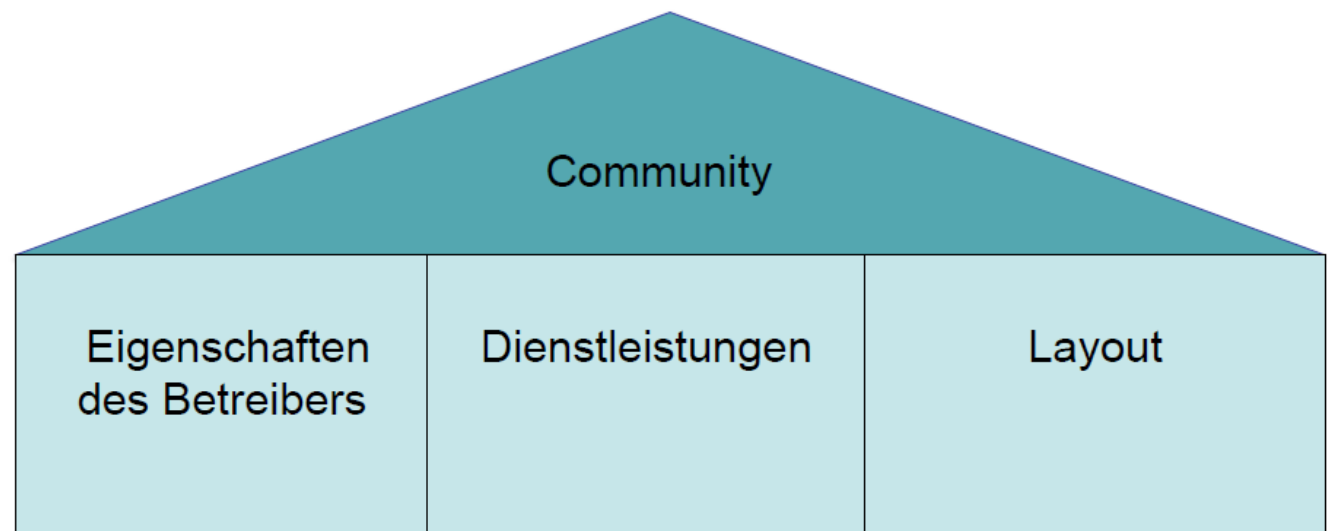 Community
Eigenschaften
des Betreibers
Dienstleistungen
Layout